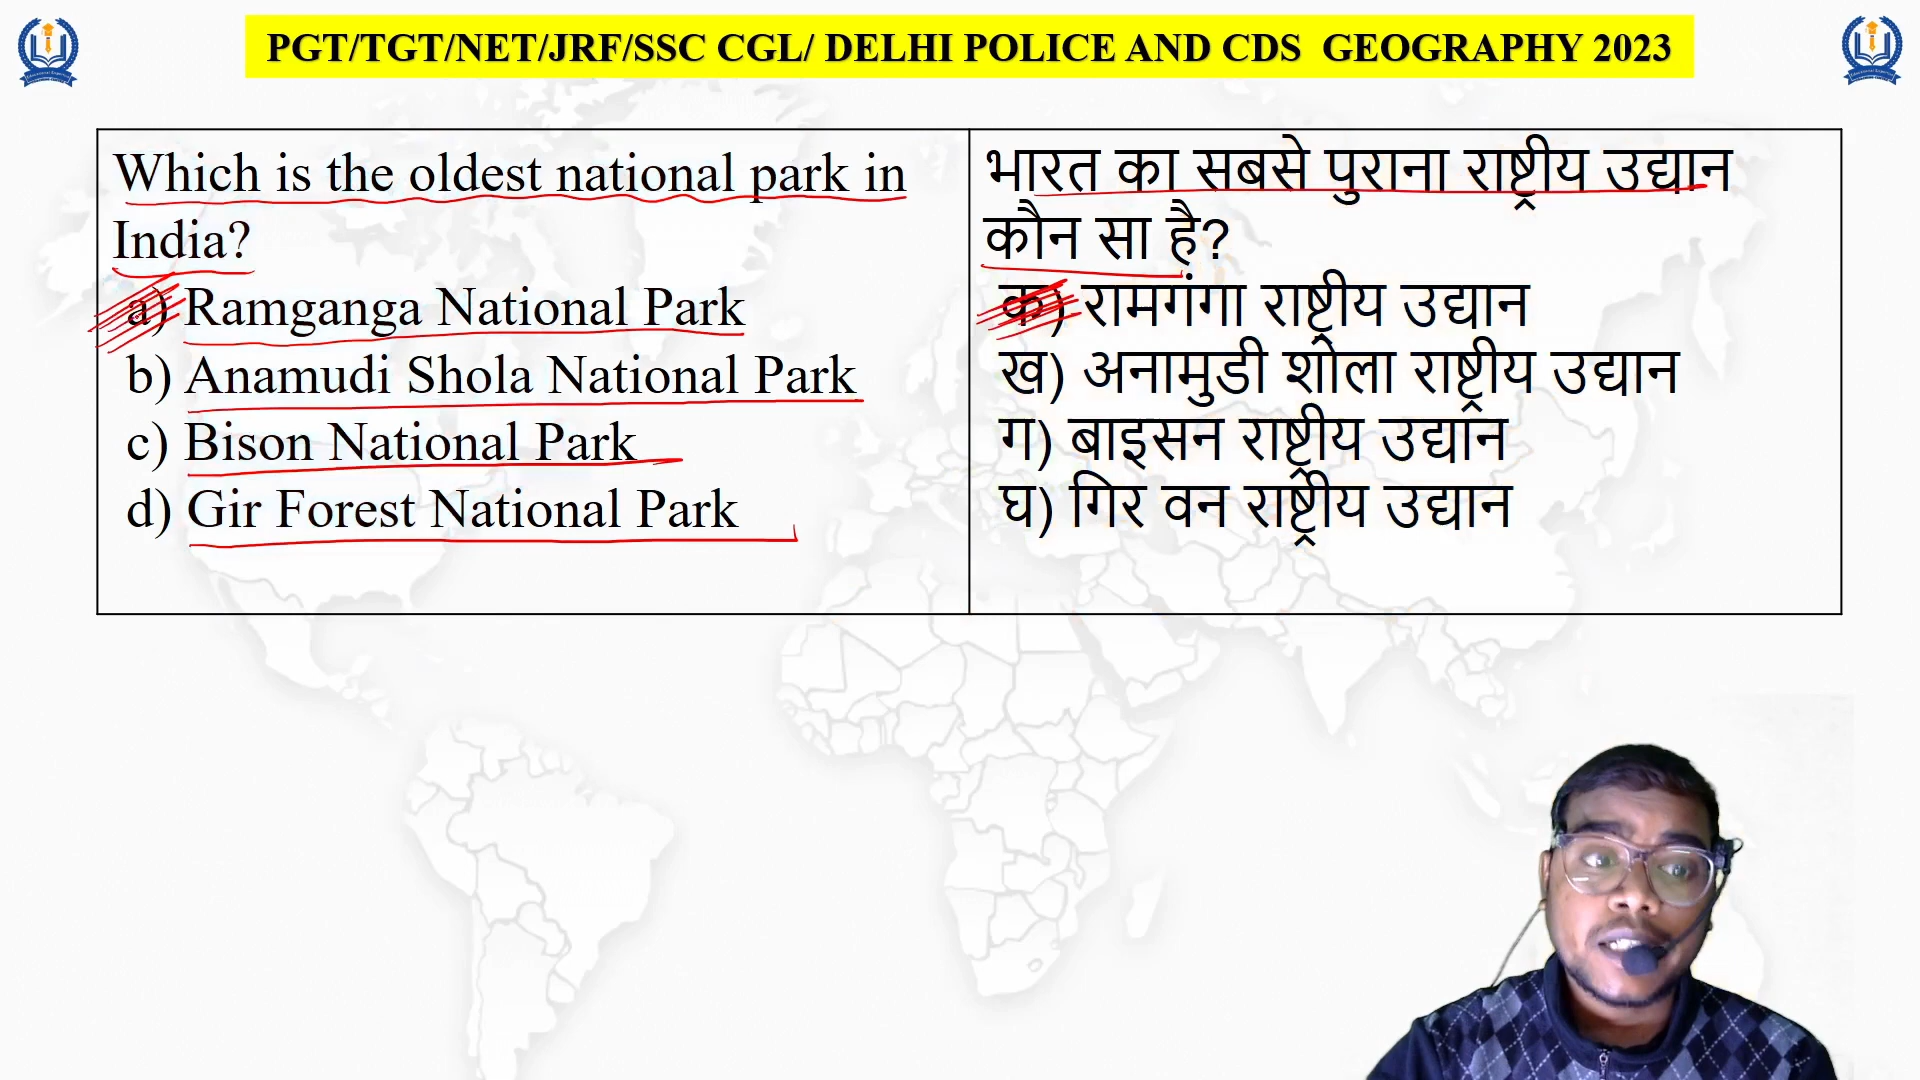 PGT/TGT/NET/JRF/SSC CGL/ DELHI POLICE AND CDS GEOGRAPHY 2023
Which is the oldest national park in
India?
a) Ramganga National Park
b) Anamudi Shola National Park
c) Bison National Park
d) Gir Forest National Park
भारत का सबसे पुराना राष्ट्रीय उद्यान
कौन सा है?
क) रामगंगा राष्ट्रीय उद्यान
ख) अनामुडी शोला राष्ट्रीय उद्यान
ग) बाइसन राष्ट्रीय उद्यान
घ) गिर वन राष्ट्रीय उद्यान